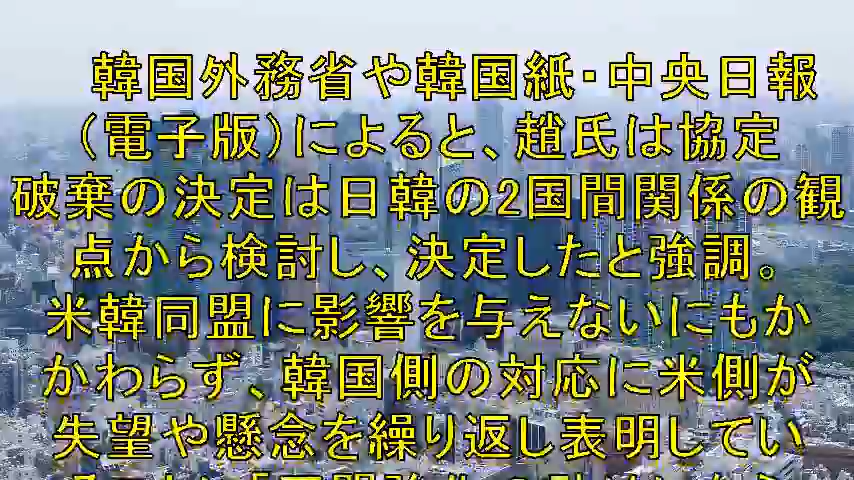 韓国外務省や韓国紙・中央日報
（電子版）によると、趙氏は協定
破棄の決定は日韓の2国間関係の観
点から検討し、決定したと強調。
米韓同盟に影響を与えないにもか
かわらず、韓国側の対応に米側が
失望や懸念を繰り返し表明してい